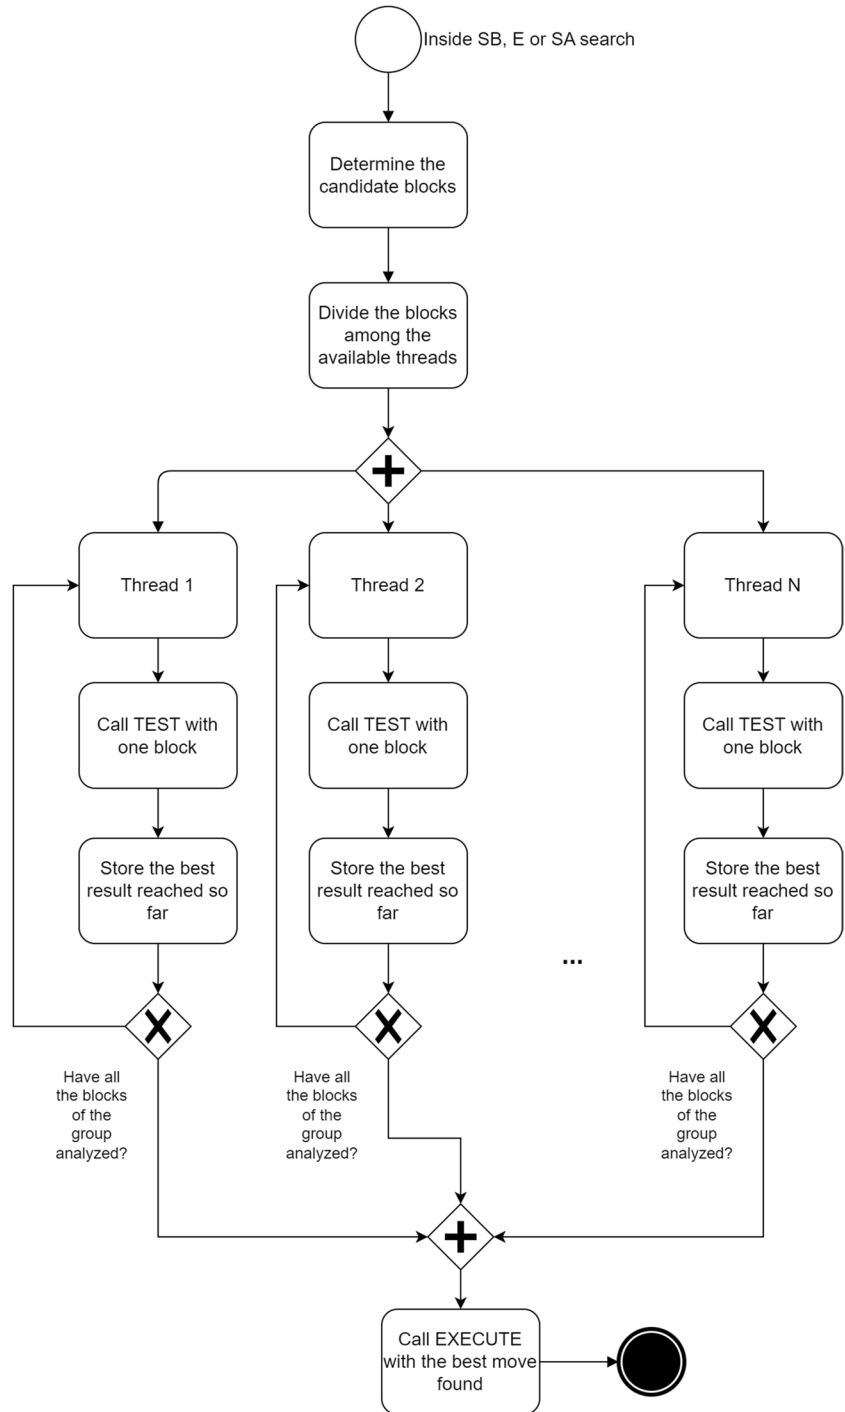 Inside SB, E or SA search
Determine the
candidate blocks
Divide the blocks
among the
available threads
Thread 1
Thread 2
Thread N
Call TEST with
one block
Call TEST with
one block
Call TEST with
one block
Store the best
result reached so
far
Store the best
result reached so
far
Store the best
result reached so
far
...
Have all
the blocks
of the
group
analyzed?
Have all
the blocks
of the
group
analyzed?
Have all
the blocks
of the
group
analyzed?
Call EXECUTE
with the best move
found